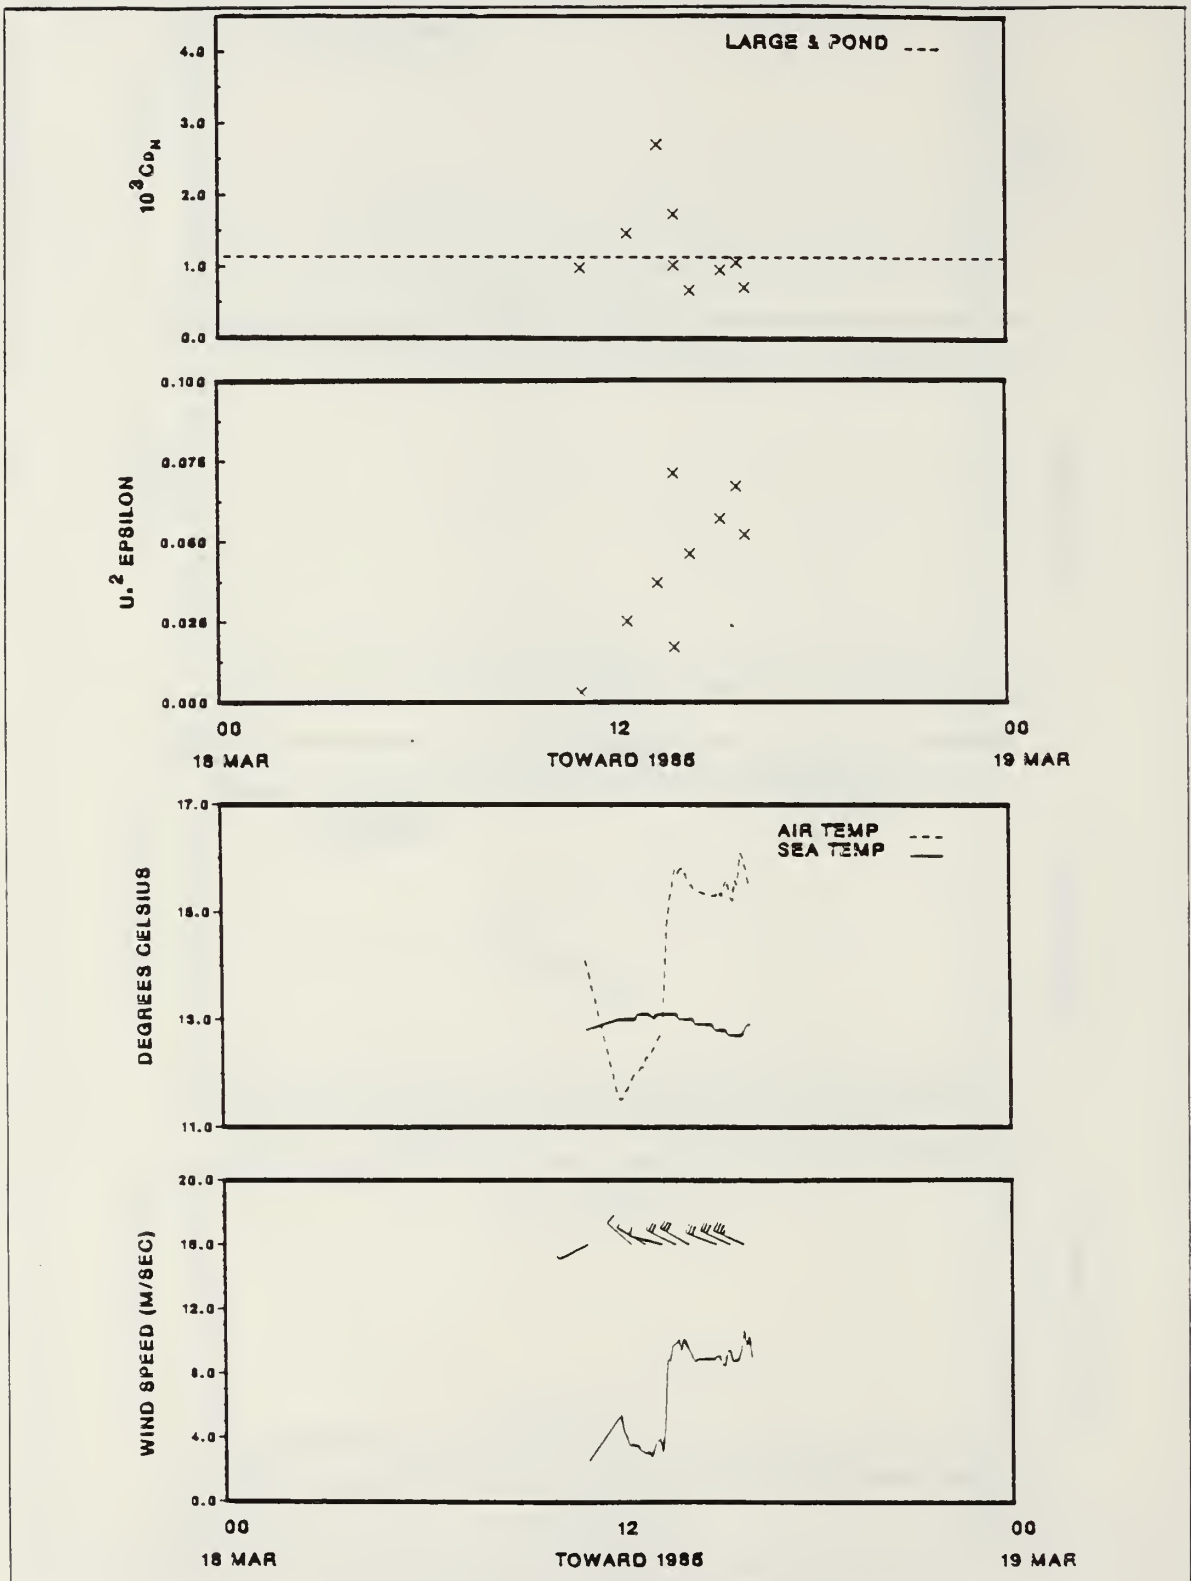 LARGE & POND
4.0
3.0
2.0
1.0
0.0
10³CDN
0.100
0.075
0.050
0.025
0.000
U*² EPSILON
00 12 00
18 MAR TOWARD 1985 19 MAR
17.0
15.0
13.0
11.0
DEGREES CELSIUS
AIR TEMP
SEA TEMP
20.0
16.0
12.0
8.0
4.0
0.0
WIND SPEED (M/SEC)
00 12 00
18 MAR TOWARD 1985 19 MAR